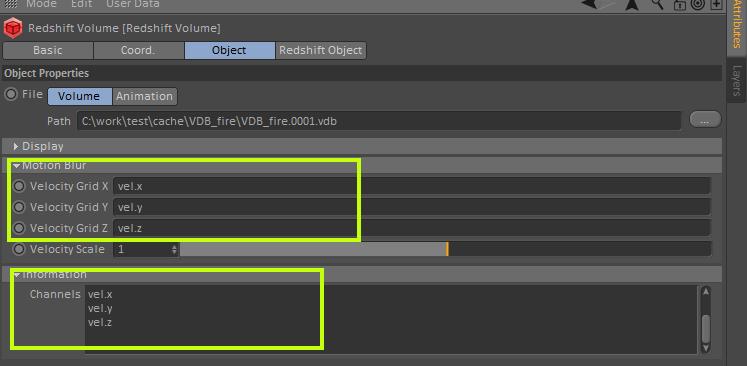 Mode Edit User Data
Redshift Volume [Redshift Volume]
Basic Coord. Object Redshift Object
Object Properties
File Volume Animation
Path C:\work\test\cache\VDB_fire\VDB_fire.0001.vdb ...
Display
Motion Blur
Velocity Grid X vel.x
Velocity Grid Y vel.y
Velocity Grid Z vel.z
Velocity Scale 1
Information
Channels vel.x
vel.y
vel.z
Attributes
Layers